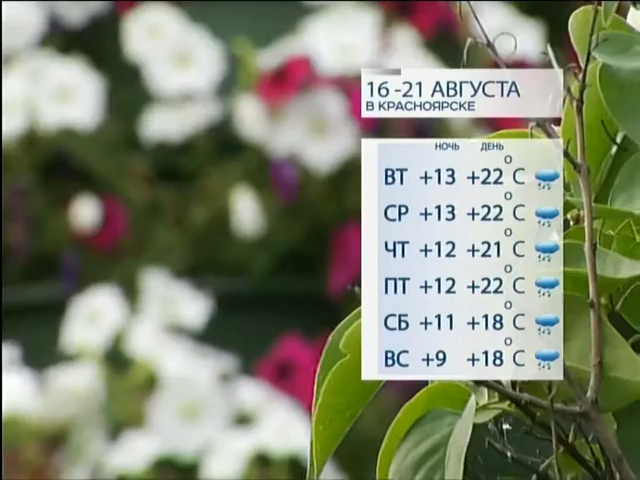 16 -21 АВГУСТА
В КРАСНОЯРСКЕ
НОЧЬ ДЕНЬ
ВТ +13 +22 °C
СР +13 +22 °C
ЧТ +12 +21 °C
ПТ +12 +22 °C
СБ +11 +18 °C
ВС +9 +18 °C